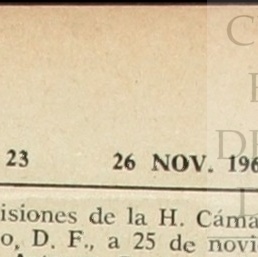 23 26 NOV. 196
isiones de la H. Cáma
o, D. F., a 25 de novi